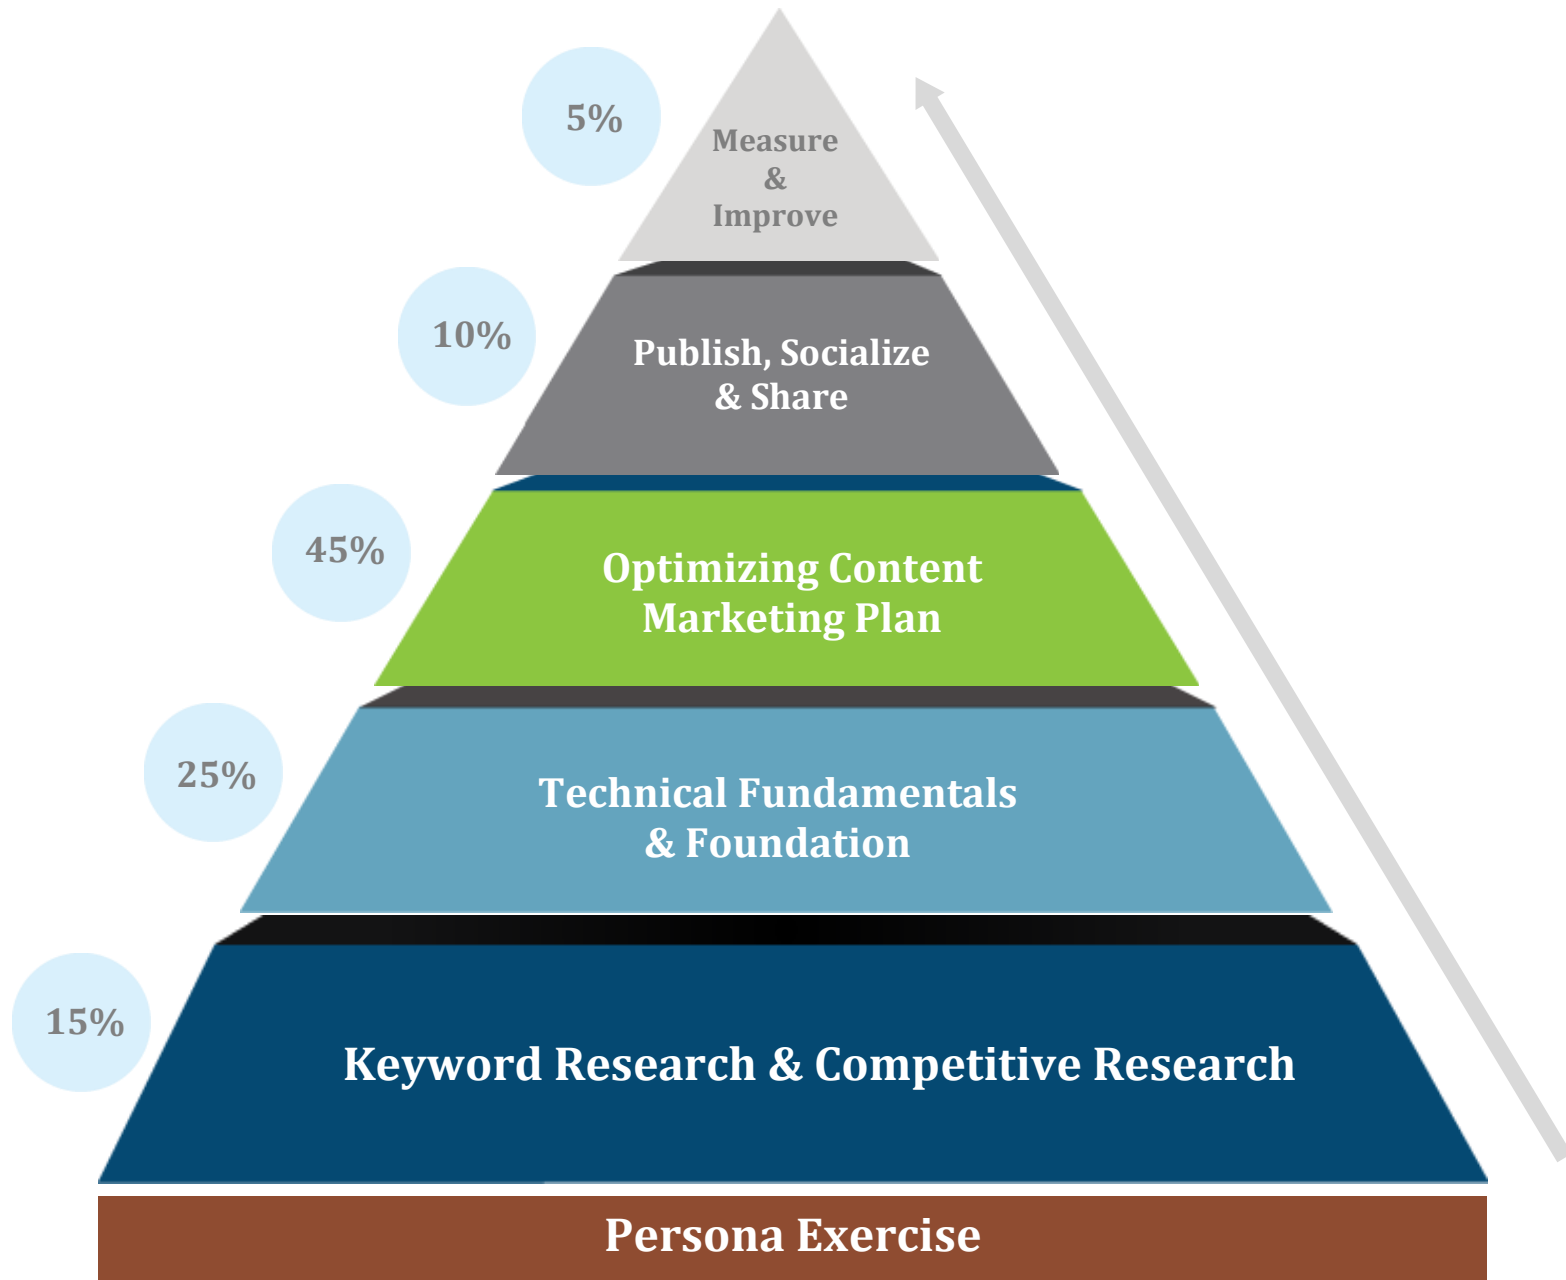 5%
Measure
&
Improve
10%
Publish, Socialize
& Share
45%
Optimizing Content
Marketing Plan
25%
Technical Fundamentals
& Foundation
15%
Keyword Research & Competitive Research
Persona Exercise